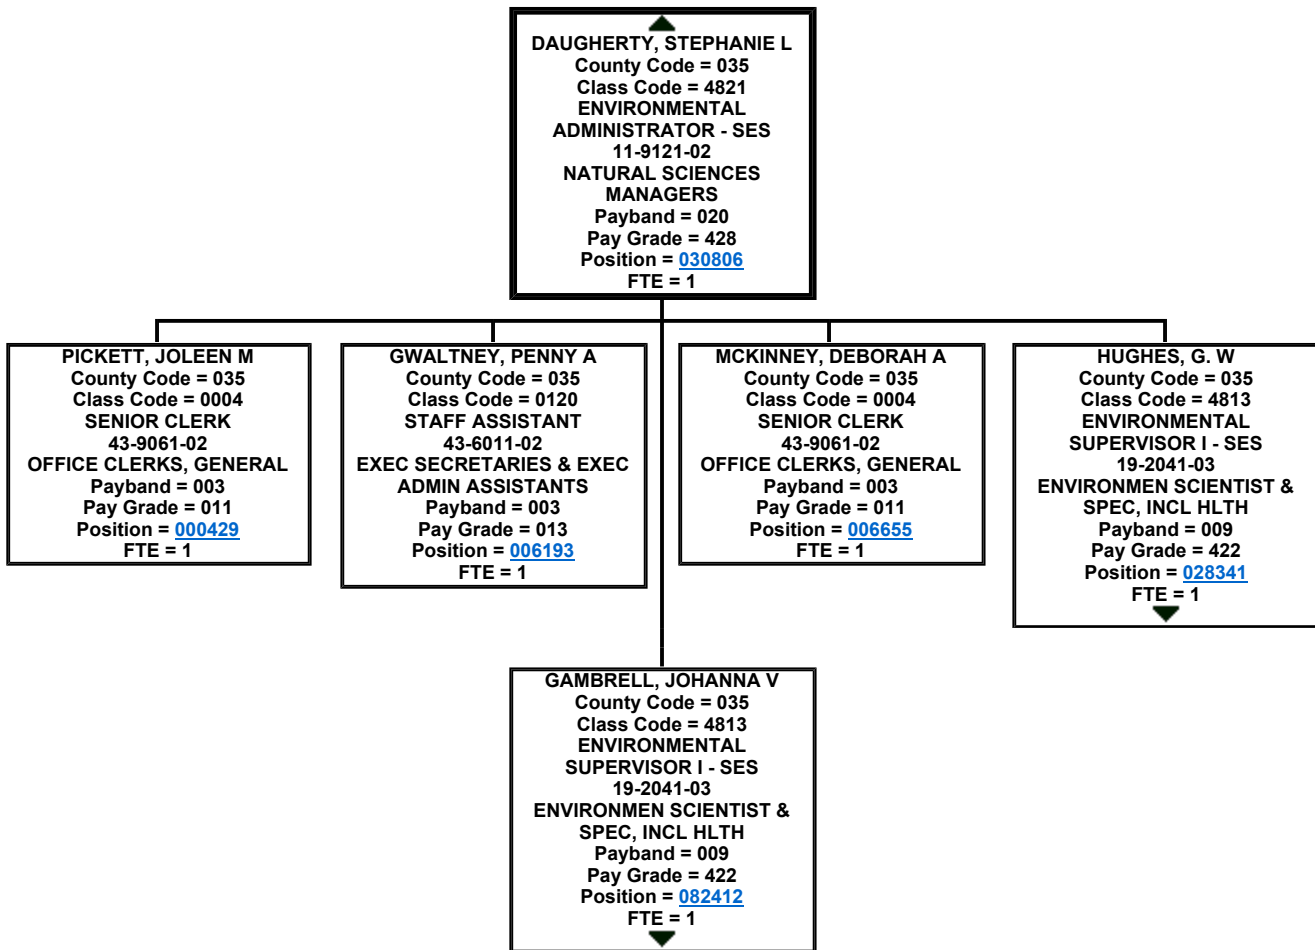 DAUGHERTY, STEPHANIE L
County Code = 035
Class Code = 4821
ENVIRONMENTAL
ADMINISTRATOR - SES
11-9121-02
NATURAL SCIENCES
MANAGERS
Payband = 020
Pay Grade = 428
Position = 030806
FTE = 1
PICKETT, JOLEEN M
County Code = 035
Class Code = 0004
SENIOR CLERK
43-9061-02
OFFICE CLERKS, GENERAL
Payband = 003
Pay Grade = 011
Position = 000429
FTE = 1
GWALTNEY, PENNY A
County Code = 035
Class Code = 0120
STAFF ASSISTANT
43-6011-02
EXEC SECRETARIES & EXEC
ADMIN ASSISTANTS
Payband = 003
Pay Grade = 013
Position = 006193
FTE = 1
MCKINNEY, DEBORAH A
County Code = 035
Class Code = 0004
SENIOR CLERK
43-9061-02
OFFICE CLERKS, GENERAL
Payband = 003
Pay Grade = 011
Position = 006655
FTE = 1
HUGHES, G. W
County Code = 035
Class Code = 4813
ENVIRONMENTAL
SUPERVISOR I - SES
19-2041-03
ENVIRONMEN SCIENTIST &
SPEC, INCL HLTH
Payband = 009
Pay Grade = 422
Position = 028341
FTE = 1
GAMBRELL, JOHANNA V
County Code = 035
Class Code = 4813
ENVIRONMENTAL
SUPERVISOR I - SES
19-2041-03
ENVIRONMEN SCIENTIST &
SPEC, INCL HLTH
Payband = 009
Pay Grade = 422
Position = 082412
FTE = 1